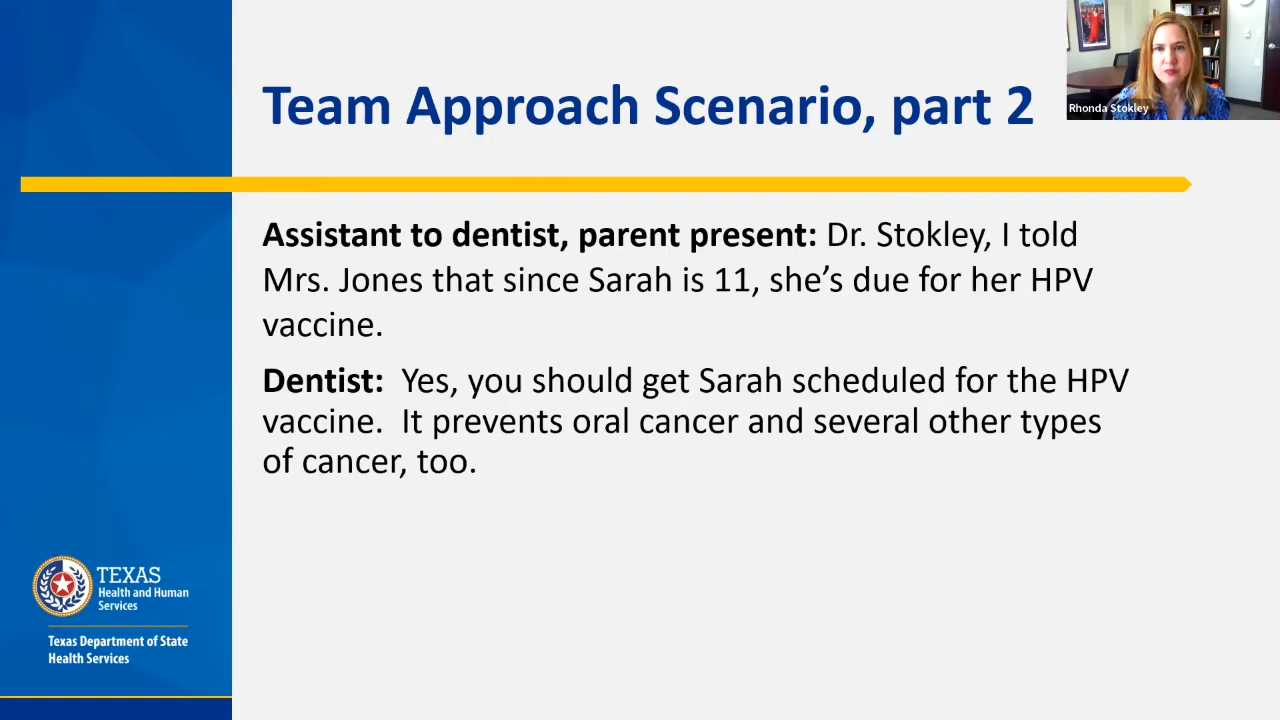 Team Approach Scenario, part 2
Rhonda Stokley
Assistant to dentist, parent present: Dr. Stokley, I told
Mrs. Jones that since Sarah is 11, she’s due for her HPV
vaccine.
Dentist:  Yes, you should get Sarah scheduled for the HPV
vaccine.  It prevents oral cancer and several other types
of cancer, too.
TEXAS
Health and Human
Services
Texas Department of State
Health Services